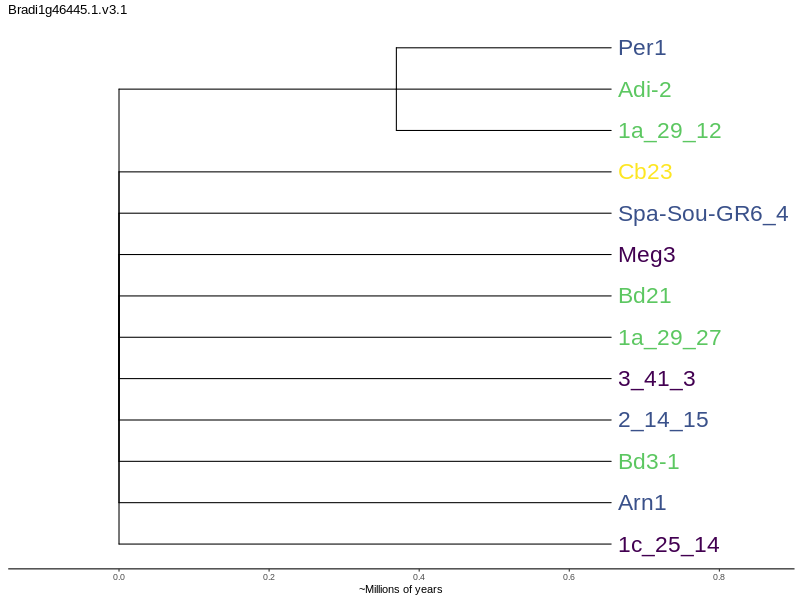 Bradi1g46445.1.v3.1
Per1
Adi-2
1a_29_12
Cb23
Spa-Sou-GR6_4
Meg3
Bd21
1a_29_27
3_41_3
2_14_15
Bd3-1
Arn1
1c_25_14
0.0 0.2 0.4 0.6 0.8
~Millions of years